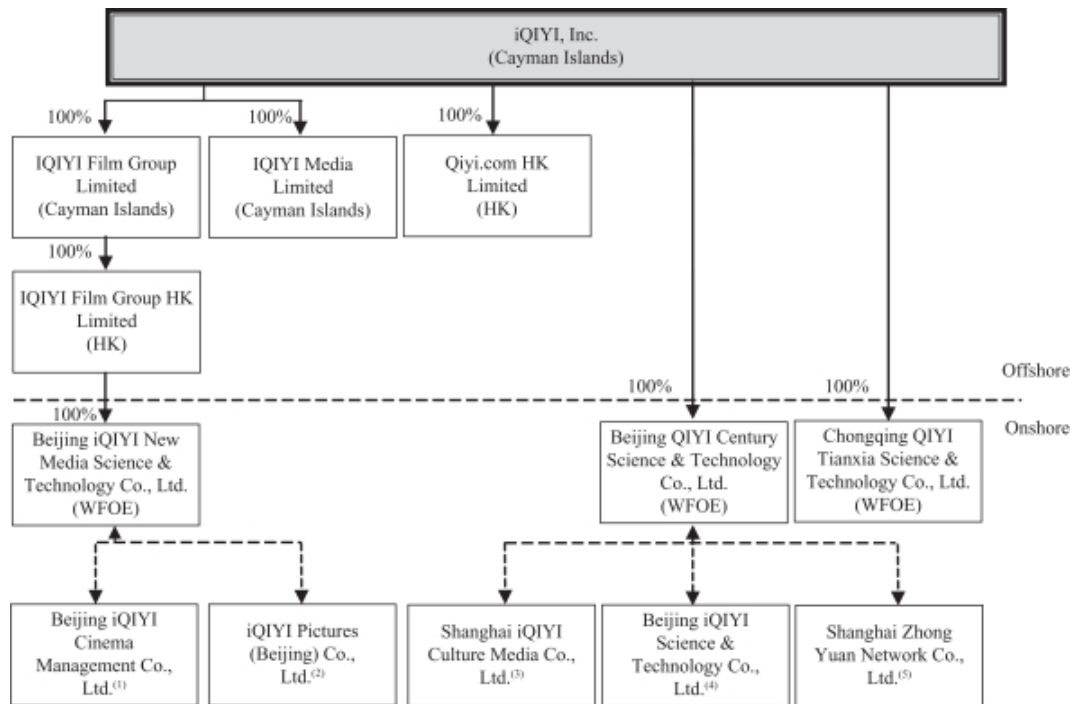 iQIYI, Inc.
(Cayman Islands)
100%
100%
100%
IQIYI Film Group
Limited
(Cayman Islands)
IQIYI Media
Limited
(Cayman Islands)
Qiyi.com HK
Limited
(HK)
100%
IQIYI Film Group HK
Limited
(HK)
Offshore
100%
100%
100%
Onshore
Beijing iQIYI New
Media Science &
Technology Co., Ltd.
(WFOE)
Beijing QIYI Century
Science & Technology
Co., Ltd.
(WFOE)
Chongqing QIYI
Tianxia Science &
Technology Co., Ltd.
(WFOE)
Beijing iQIYI
Cinema
Management Co.,
Ltd.(1)
iQIYI Pictures
(Beijing) Co.,
Ltd.(2)
Shanghai iQIYI
Culture Media Co.,
Ltd.(3)
Beijing iQIYI
Science &
Technology Co.,
Ltd.(4)
Shanghai Zhong
Yuan Network Co.,
Ltd.(5)